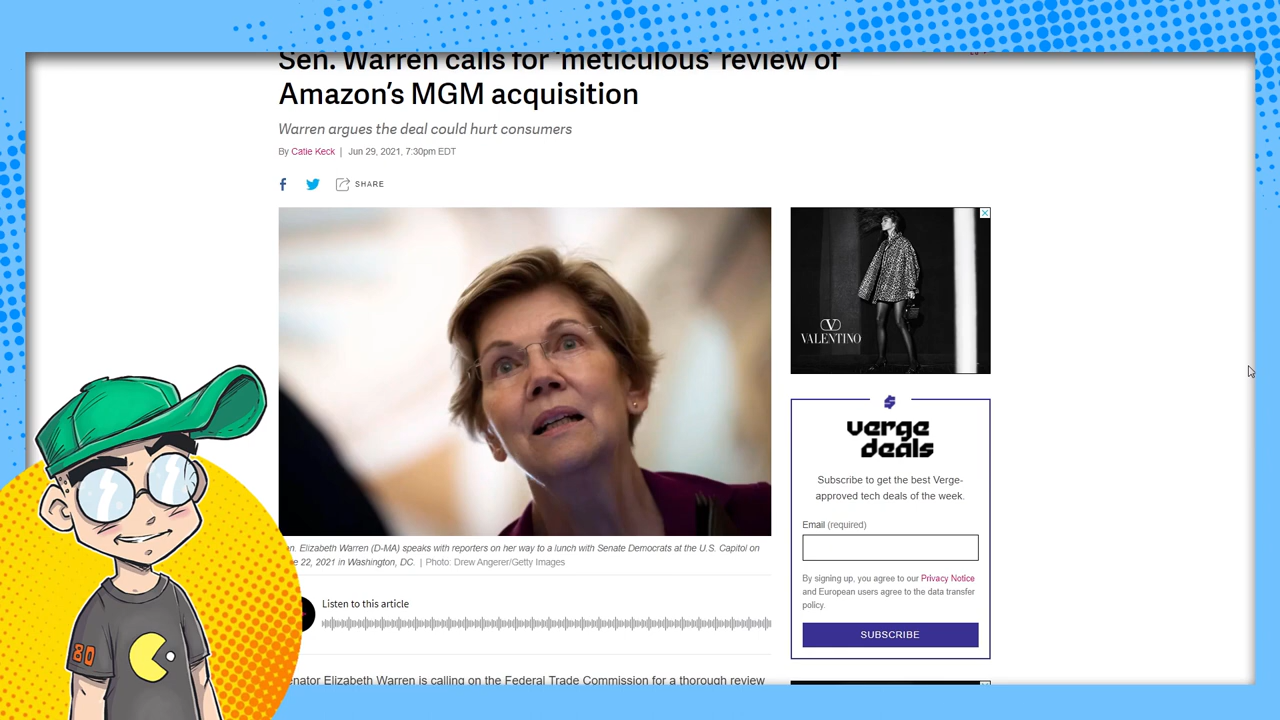 Sen. Warren calls for 'meticulous' review of
Amazon's MGM acquisition
Warren argues the deal could hurt consumers
By Catie Keck | Jun 29, 2021, 7:30pm EDT
SHARE
VALENTINO
verge
deals
Subscribe to get the best Verge-
approved tech deals of the week.
Email (required)
By signing up, you agree to our Privacy Notice
and European users agree to the data transfer
policy.
SUBSCRIBE
Elizabeth Warren (D-MA) speaks with reporters on her way to a lunch with Senate Democrats at the U.S. Capitol on
22, 2021 in Washington, DC. | Photo: Drew Angerer/Getty Images
Listen to this article
Elizabeth Warren is calling on the Federal Trade Commission for a thorough review
80